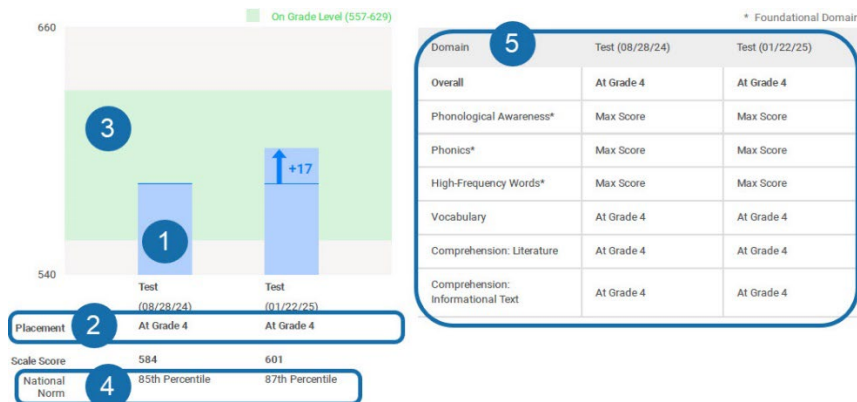 On Grade Level (557-629)
660
3
+17
1
540
Test Test
(08/28/24) (01/22/25)
Placement 2 At Grade 4 At Grade 4
Scale Score 584 601
National Norm 4 85th Percentile 87th Percentile
* Foundational Domain
Domain 5 Test (08/28/24) Test (01/22/25)
Overall At Grade 4 At Grade 4
Phonological Awareness* Max Score Max Score
Phonics* Max Score Max Score
High-Frequency Words* Max Score Max Score
Vocabulary At Grade 4 At Grade 4
Comprehension: Literature At Grade 4 At Grade 4
Comprehension:
Informational Text At Grade 4 At Grade 4